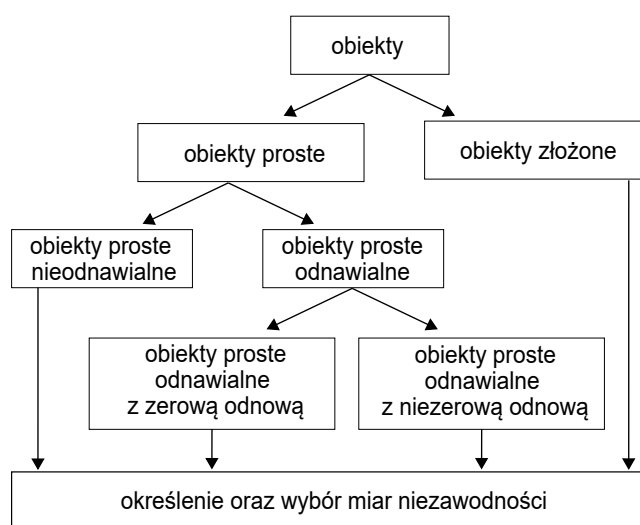 obiekty
obiekty proste
obiekty złożone
obiekty proste
nieodnawialne
obiekty proste
odnawialne
obiekty proste
odnawialne
z zerową odnową
obiekty proste
odnawialne
z niezerową odnową
określenie oraz wybór miar niezawodności